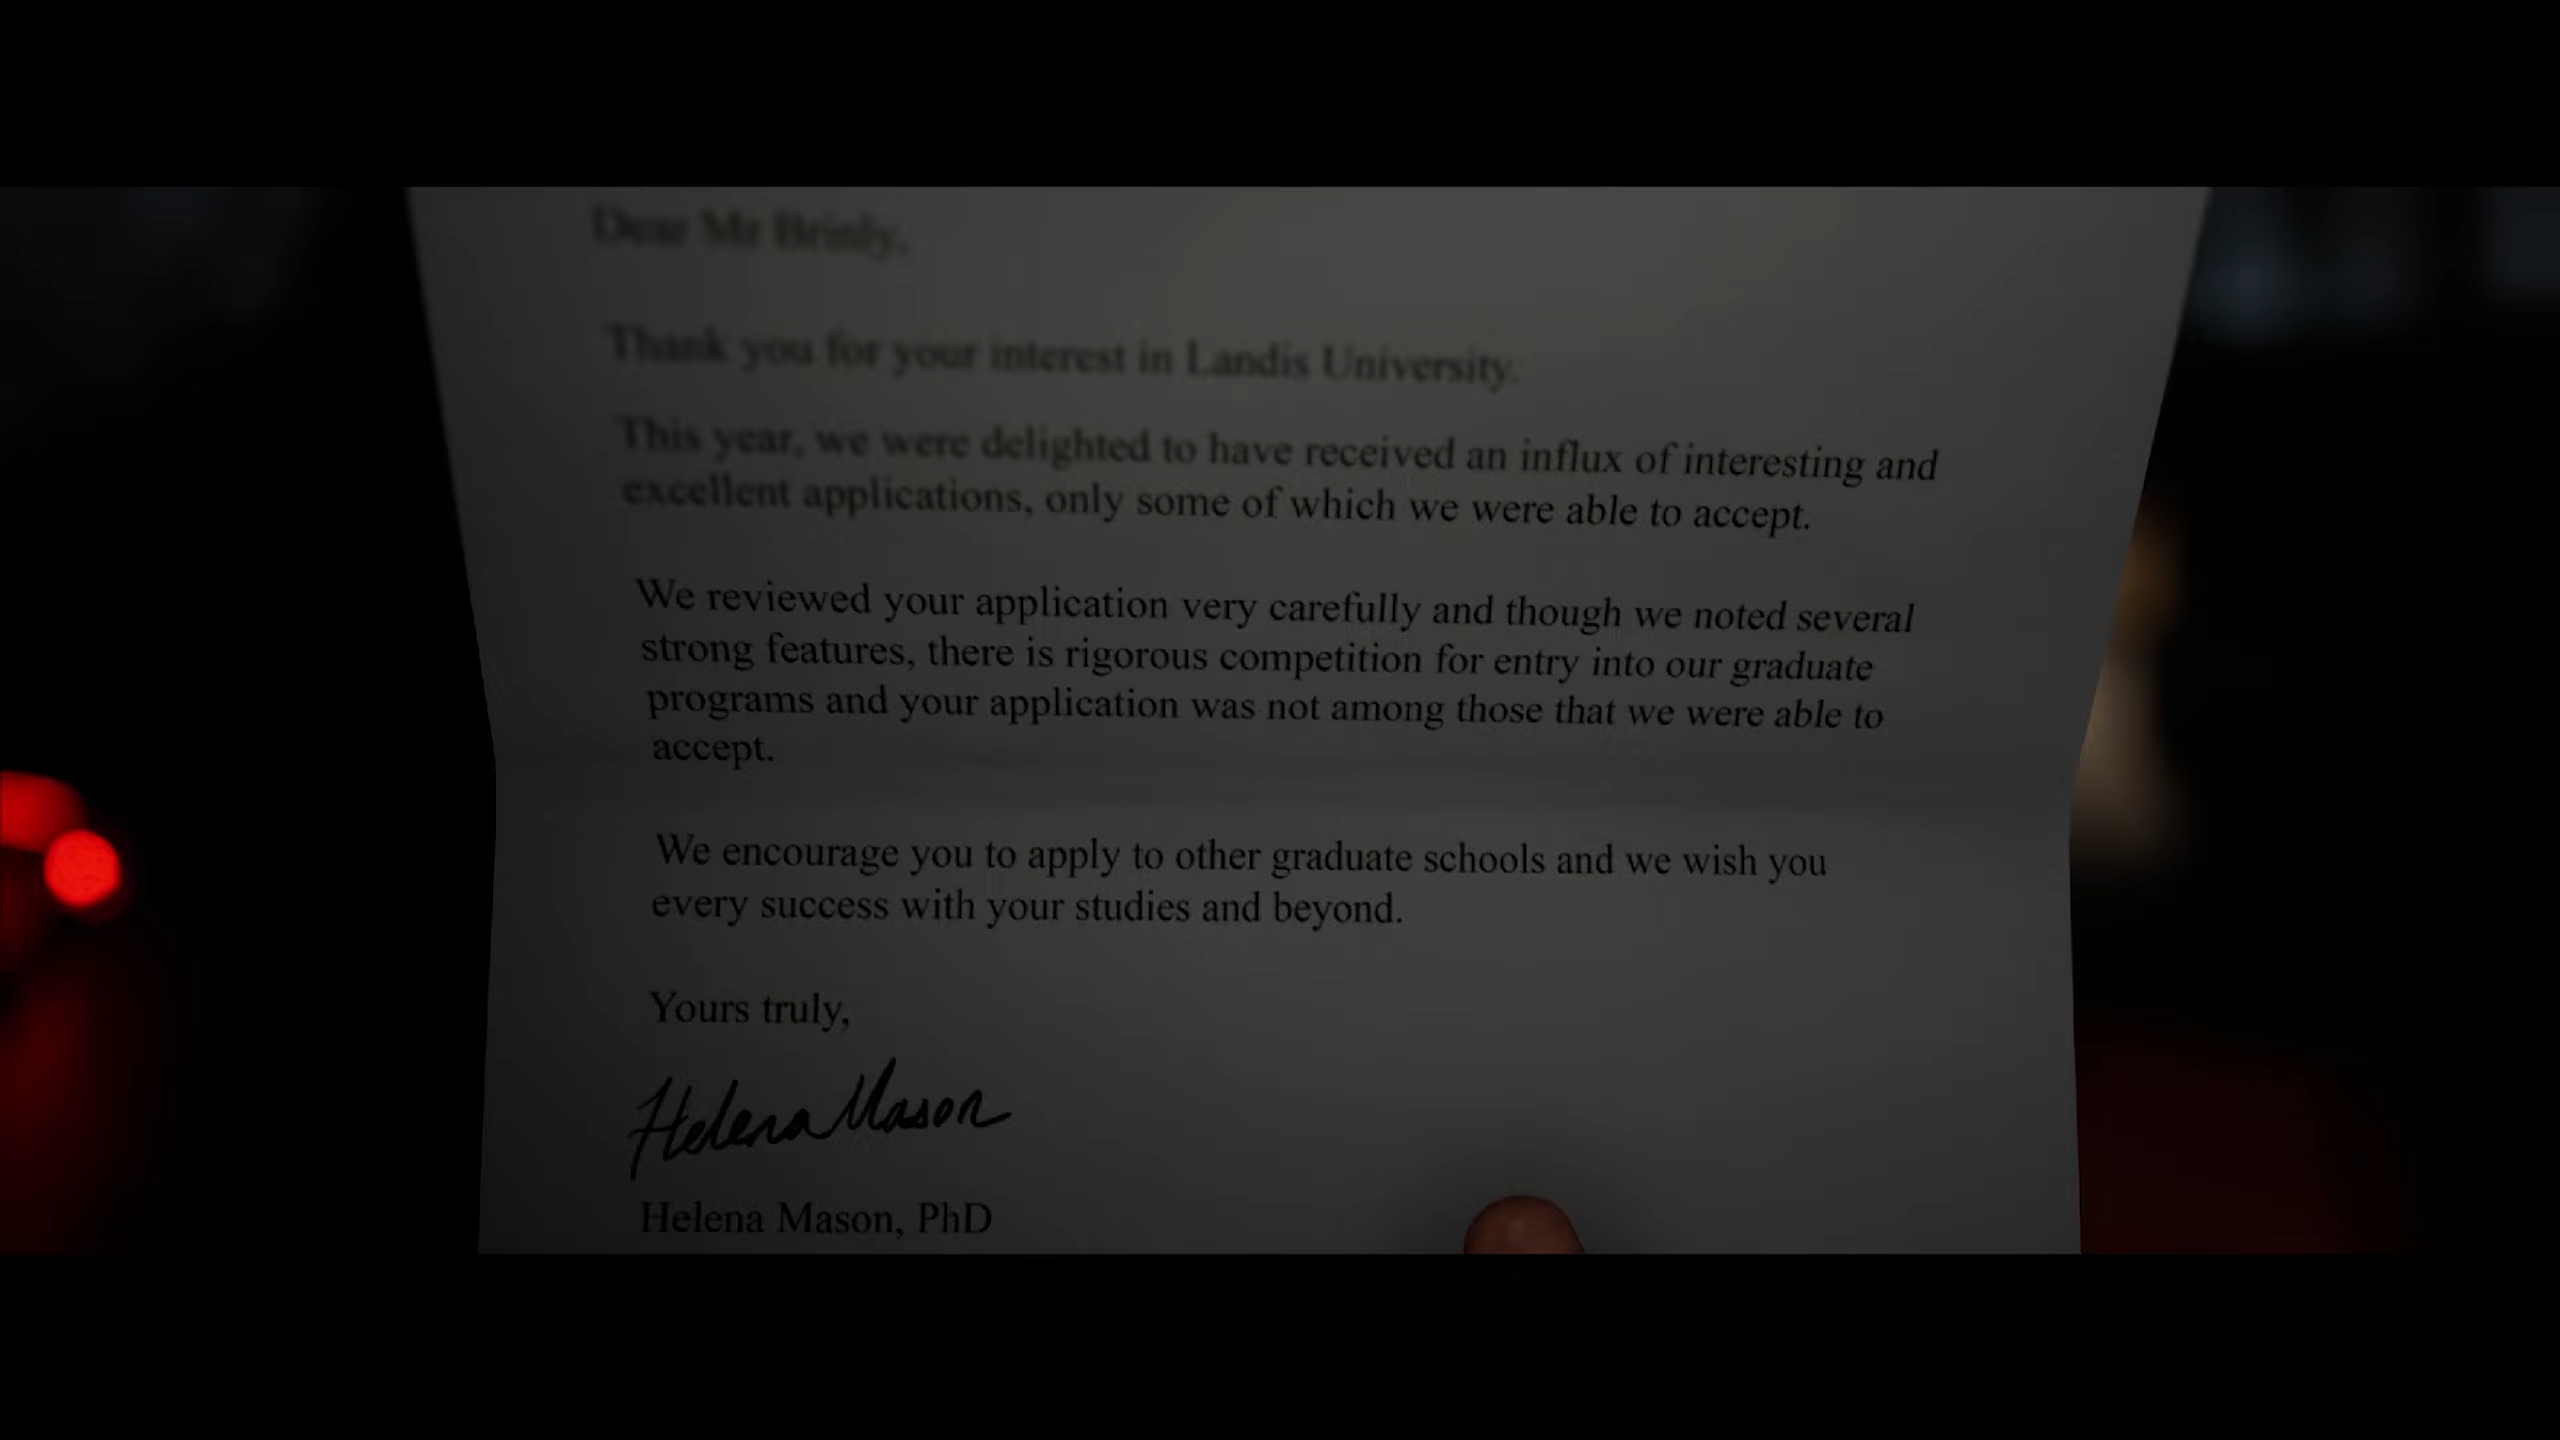 Dear Mr Brinly,
Thank you for your interest in Landis University.
This year, we were delighted to have received an influx of interesting and
excellent applications, only some of which we were able to accept.
We reviewed your application very carefully and though we noted several
strong features, there is rigorous competition for entry into our graduate
programs and your application was not among those that we were able to
accept.
We encourage you to apply to other graduate schools and we wish you
every success with your studies and beyond.
Yours truly,
Helena Mason
Helena Mason, PhD